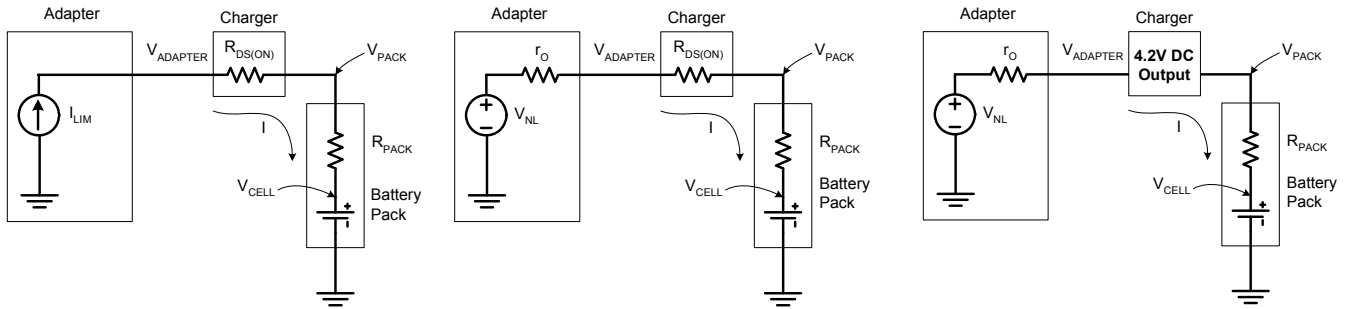 Adapter
Charger
V_ADAPTER
R_DS(ON)
V_PACK
I_LIM
I
R_PACK
V_CELL
+
Battery
Pack
Adapter
Charger
r_O
V_ADAPTER
R_DS(ON)
V_PACK
+
V_NL
I
R_PACK
V_CELL
+
Battery
Pack
Adapter
Charger
r_O
V_ADAPTER
4.2V DC
Output
V_PACK
+
V_NL
I
R_PACK
V_CELL
+
Battery
Pack